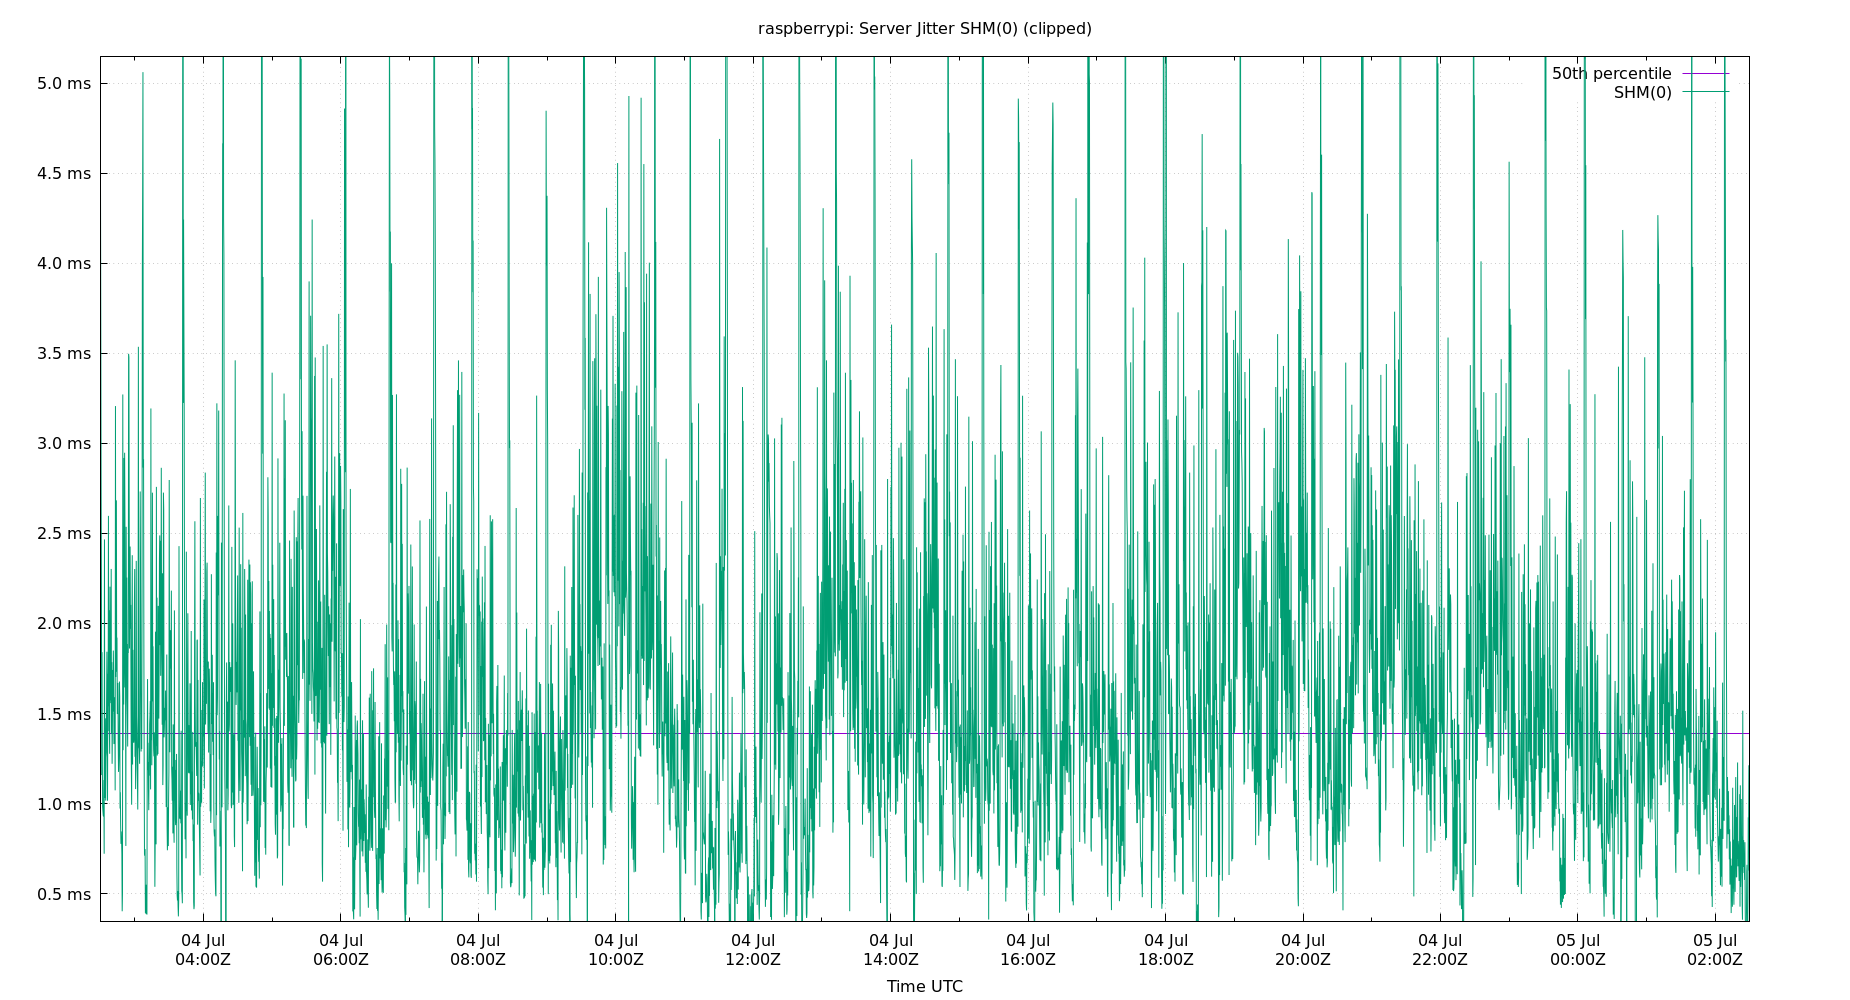 raspberrypi: Server Jitter SHM(0) (clipped)
50th percentile
SHM(0)
5.0 ms
4.5 ms
4.0 ms
3.5 ms
3.0 ms
2.5 ms
2.0 ms
1.5 ms
1.0 ms
0.5 ms
04 Jul 04 Jul 04 Jul 04 Jul 04 Jul 04 Jul 04 Jul 04 Jul 04 Jul 04 Jul 05 Jul 05 Jul
04:00Z 06:00Z 08:00Z 10:00Z 12:00Z 14:00Z 16:00Z 18:00Z 20:00Z 22:00Z 00:00Z 02:00Z
Time UTC